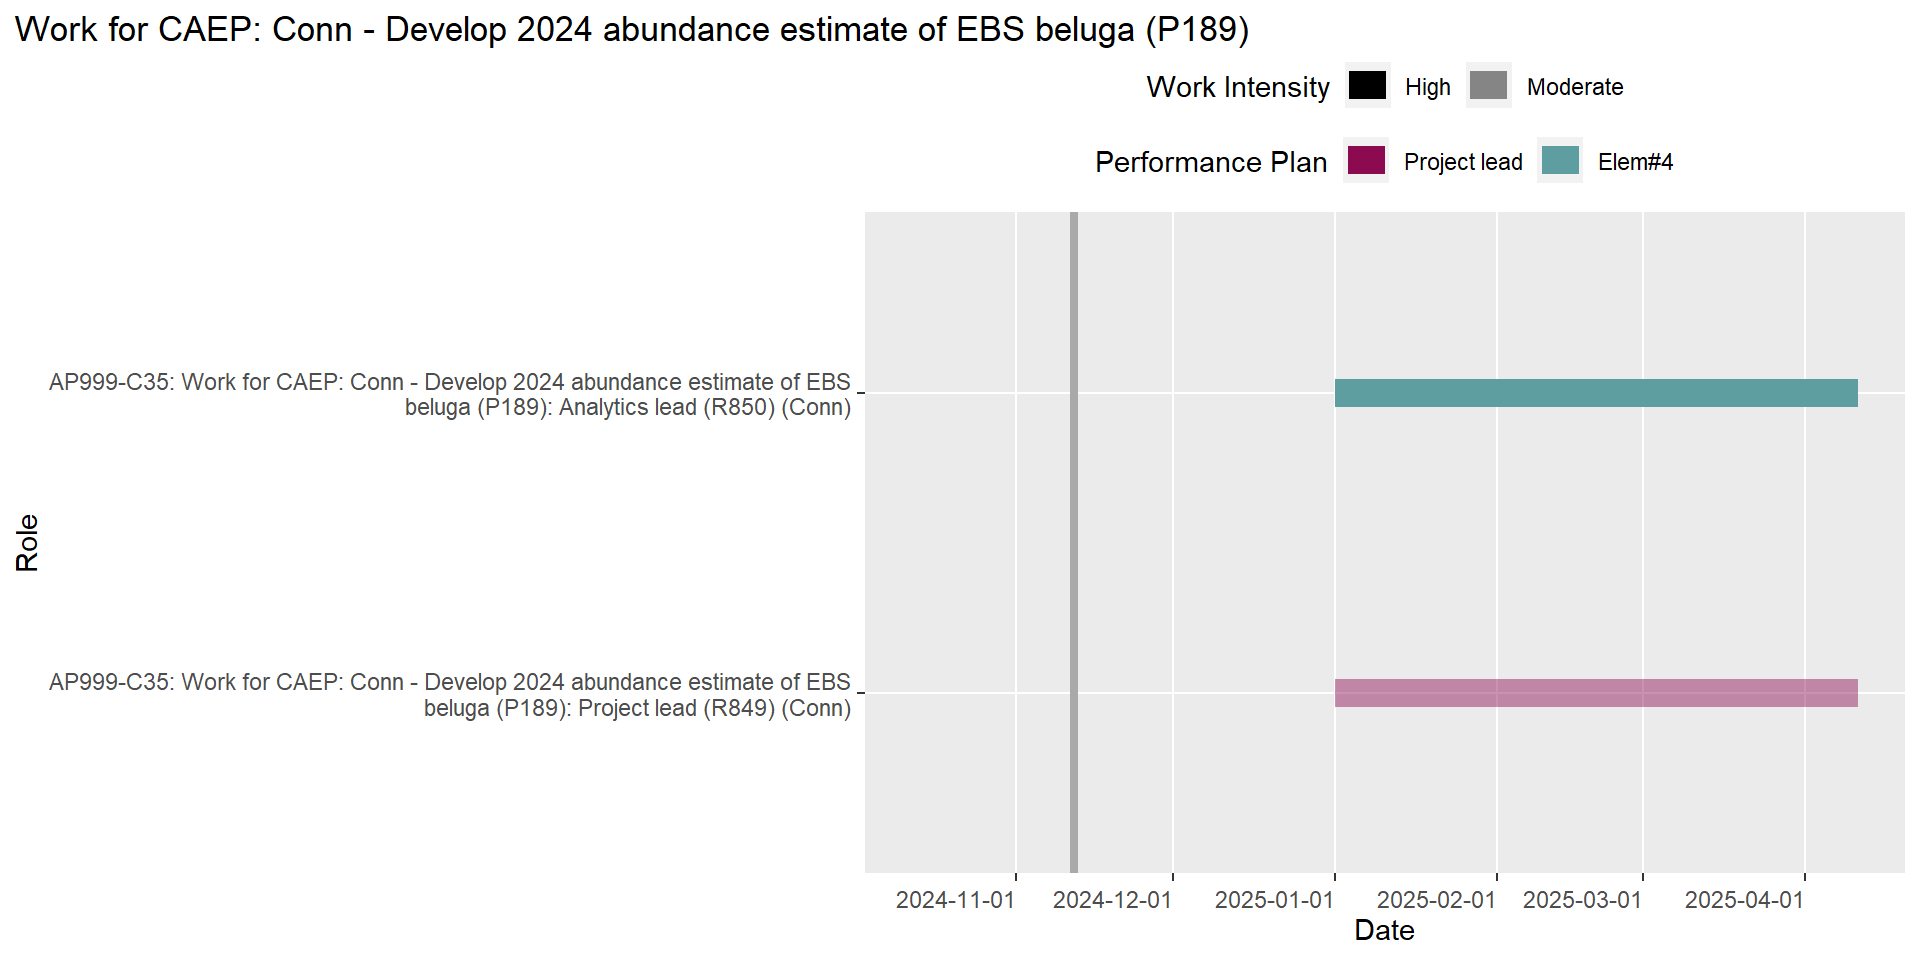 Work for CAEP: Conn - Develop 2024 abundance estimate of EBS beluga (P189)
Work Intensity High Moderate
Performance Plan Project lead Elem#4
AP999-C35: Work for CAEP: Conn - Develop 2024 abundance estimate of EBS
beluga (P189): Analytics lead (R850) (Conn)
Role
AP999-C35: Work for CAEP: Conn - Develop 2024 abundance estimate of EBS
beluga (P189): Project lead (R849) (Conn)
2024-11-01 2024-12-01 2025-01-01 2025-02-01 2025-03-01 2025-04-01
Date